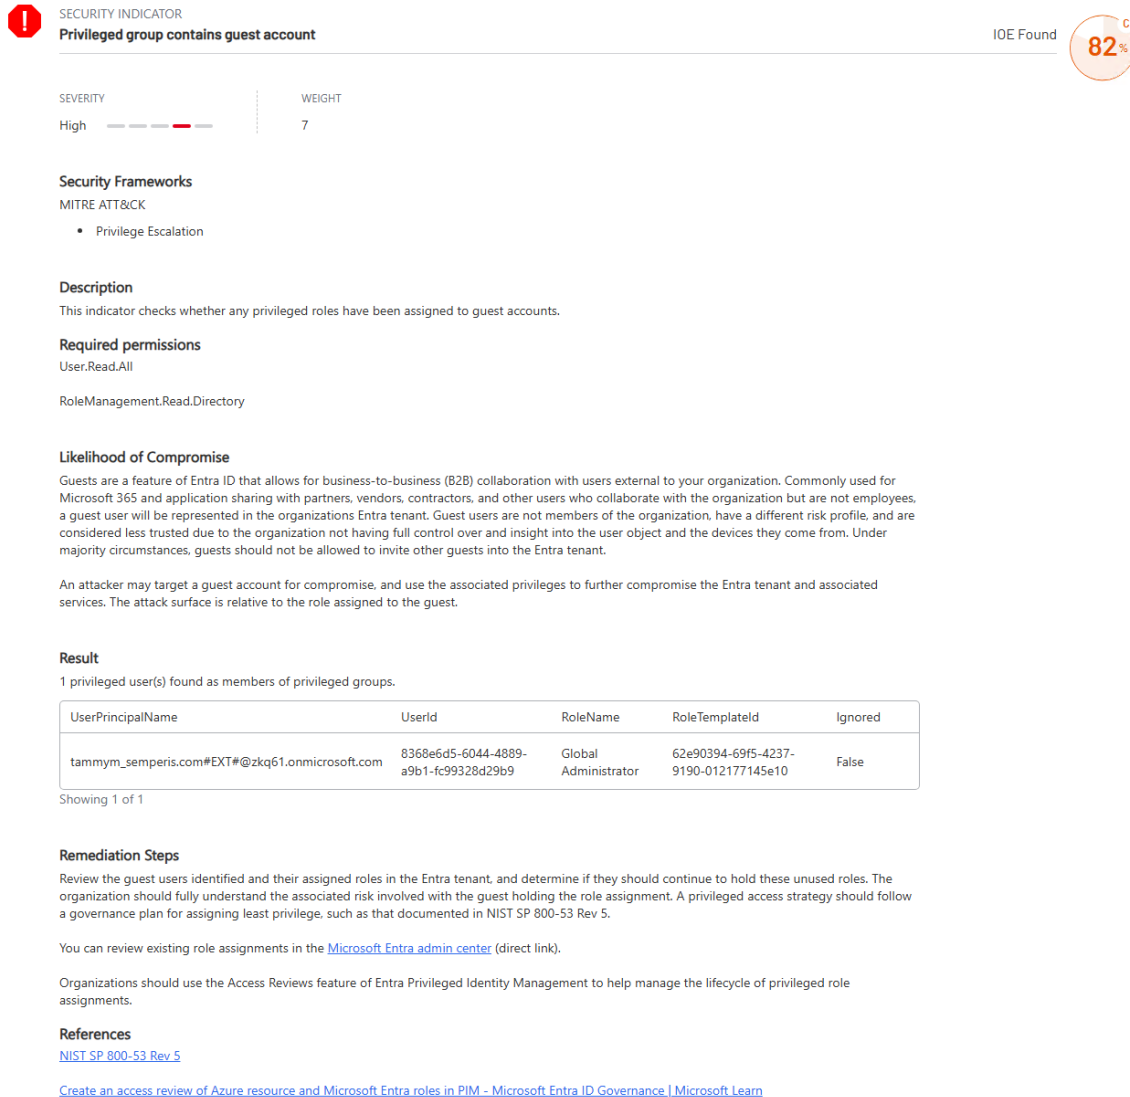 SECURITY INDICATOR
Privileged group contains guest account
IOE Found
82%
C
SEVERITY
WEIGHT
High
7
Security Frameworks
MITRE ATT&CK
• Privilege Escalation
Description
This indicator checks whether any privileged roles have been assigned to guest accounts.
Required permissions
User.Read.All
RoleManagement.Read.Directory
Likelihood of Compromise
Guests are a feature of Entra ID that allows for business-to-business (B2B) collaboration with users external to your organization. Commonly used for
Microsoft 365 and application sharing with partners, vendors, contractors, and other users who collaborate with the organization but are not employees,
a guest user will be represented in the organizations Entra tenant. Guest users are not members of the organization, have a different risk profile, and are
considered less trusted due to the organization not having full control over and insight into the user object and the devices they come from. Under
majority circumstances, guests should not be allowed to invite other guests into the Entra tenant.
An attacker may target a guest account for compromise, and use the associated privileges to further compromise the Entra tenant and associated
services. The attack surface is relative to the role assigned to the guest.
Result
1 privileged user(s) found as members of privileged groups.
UserPrincipalName UserId RoleName RoleTemplateId Ignored
tammym_semperis.com#EXT#@zkq61.onmicrosoft.com
8368e6d5-6044-4889-
a9b1-fc99328d29b9
Global
Administrator
62e90394-69f5-4237-
9190-012177145e10
False
Showing 1 of 1
Remediation Steps
Review the guest users identified and their assigned roles in the Entra tenant, and determine if they should continue to hold these unused roles. The
organization should fully understand the associated risk involved with the guest holding the role assignment. A privileged access strategy should follow
a governance plan for assigning least privilege, such as that documented in NIST SP 800-53 Rev 5.
You can review existing role assignments in the Microsoft Entra admin center (direct link).
Organizations should use the Access Reviews feature of Entra Privileged Identity Management to help manage the lifecycle of privileged role
assignments.
References
NIST SP 800-53 Rev 5
Create an access review of Azure resource and Microsoft Entra roles in PIM - Microsoft Entra ID Governance | Microsoft Learn